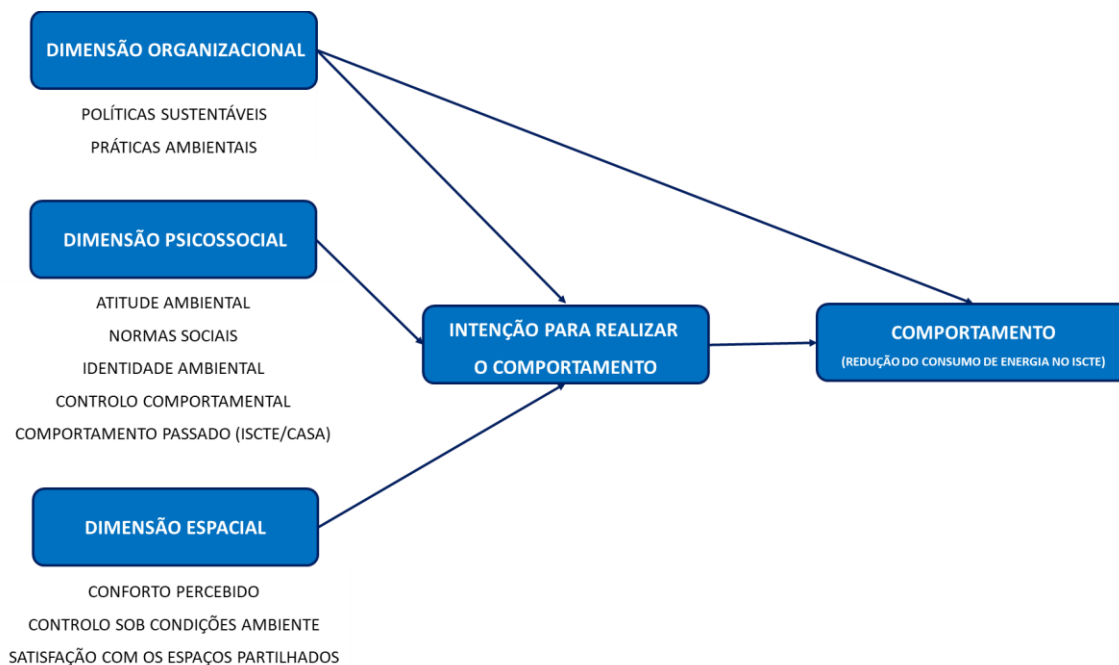 DIMENSÃO ORGANIZACIONAL
POLÍTICAS SUSTENTÁVEIS
PRÁTICAS AMBIENTAIS
DIMENSÃO PSICOSSOCIAL
ATITUDE AMBIENTAL
NORMAS SOCIAIS
IDENTIDADE AMBIENTAL
CONTROLO COMPORTAMENTAL
COMPORTAMENTO PASSADO (ISCTE/CASA)
DIMENSÃO ESPACIAL
CONFORTO PERCEBIDO
CONTROLO SOB CONDIÇÕES AMBIENTE
SATISFAÇÃO COM OS ESPAÇOS PARTILHADOS
INTENÇÃO PARA REALIZAR
O COMPORTAMENTO
COMPORTAMENTO
(REDUÇÃO DO CONSUMO DE ENERGIA NO ISCTE)